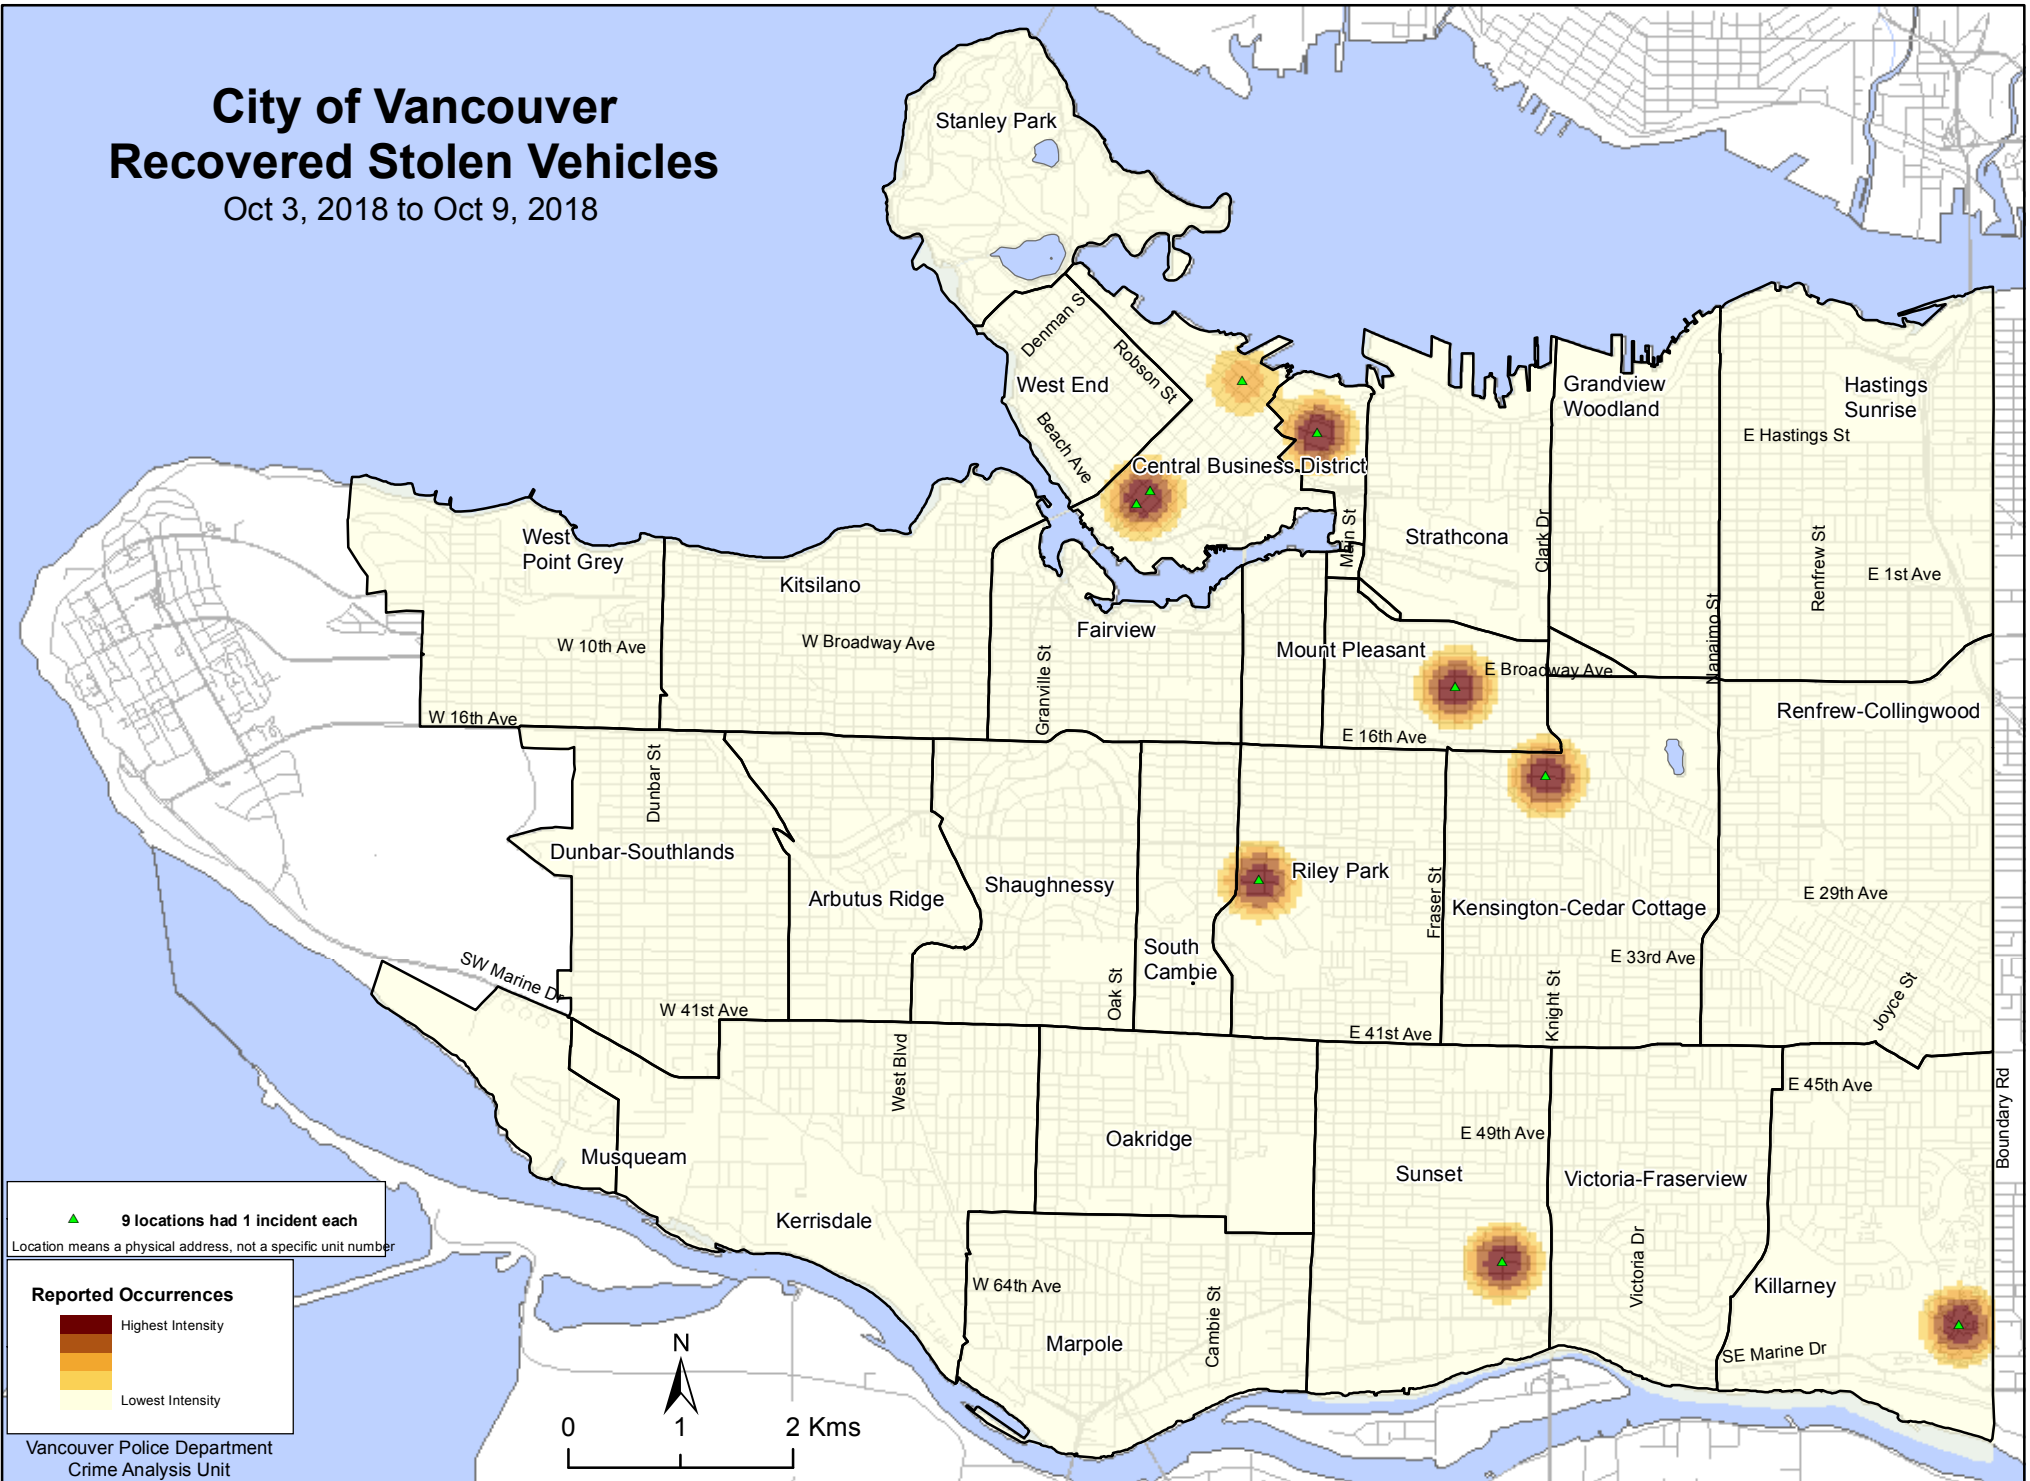 City of Vancouver
Recovered Stolen Vehicles
Oct 3, 2018 to Oct 9, 2018
Stanley Park
Denman S
Robson St
West End
Beach Ave
Central Business District
Grandview
Woodland
Hastings
Sunrise
E Hastings St
Main St
Strathcona
Clark Dr
Nanaimo St
Renfrew St
E 1st Ave
West
Point Grey
Kitsilano
W 10th Ave
W Broadway Ave
Fairview
Granville St
Mount Pleasant
E Broadway Ave
W 16th Ave
E 16th Ave
Renfrew-Collingwood
Dunbar St
Dunbar-Southlands
Arbutus Ridge
Shaughnessy
Riley Park
Fraser St
Kensington-Cedar Cottage
E 29th Ave
South
Cambie
E 33rd Ave
SW Marine Dr
W 41st Ave
Oak St
E 41st Ave
Knight St
Joyce St
West Blvd
E 45th Ave
Boundary Rd
Oakridge
E 49th Ave
Musqueam
Sunset
Victoria-Fraserview
Kerrisdale
Victoria Dr
W 64th Ave
Cambie St
Killarney
Marpole
SE Marine Dr
9 locations had 1 incident each
Location means a physical address, not a specific unit number
Reported Occurrences
Highest Intensity
Lowest Intensity
N
0 1 2 Kms
Vancouver Police Department
Crime Analysis Unit